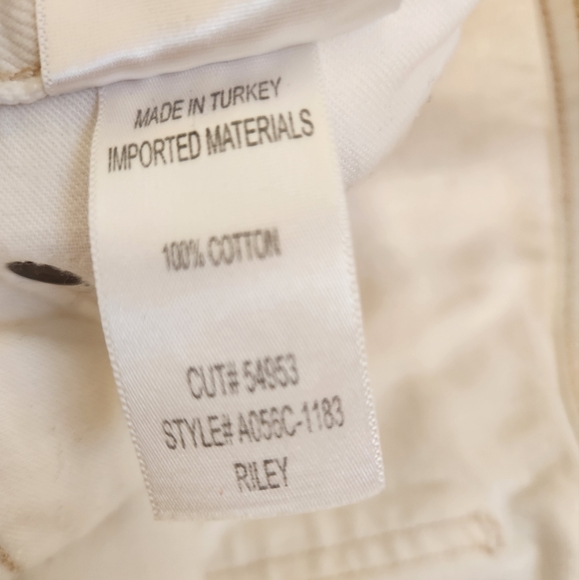 MADE IN TURKEY
IMPORTED MATERIALS
100% COTTON
CUT# 54953
STYLE# A056C-1183
RILEY